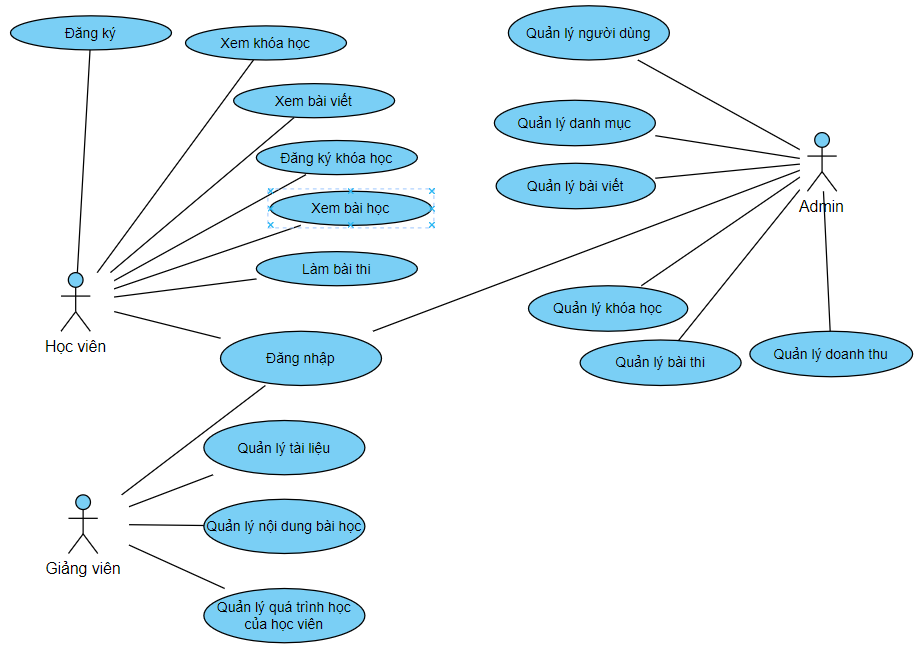 Đăng ký
Xem khóa học
Xem bài viết
Đăng ký khóa học
Xem bài học
Làm bài thi
Học viên
Đăng nhập
Quản lý tài liệu
Quản lý nội dung bài học
Giảng viên
Quản lý quá trình học
của học viên
Quản lý người dùng
Quản lý danh mục
Quản lý bài viết
Admin
Quản lý khóa học
Quản lý bài thi
Quản lý doanh thu